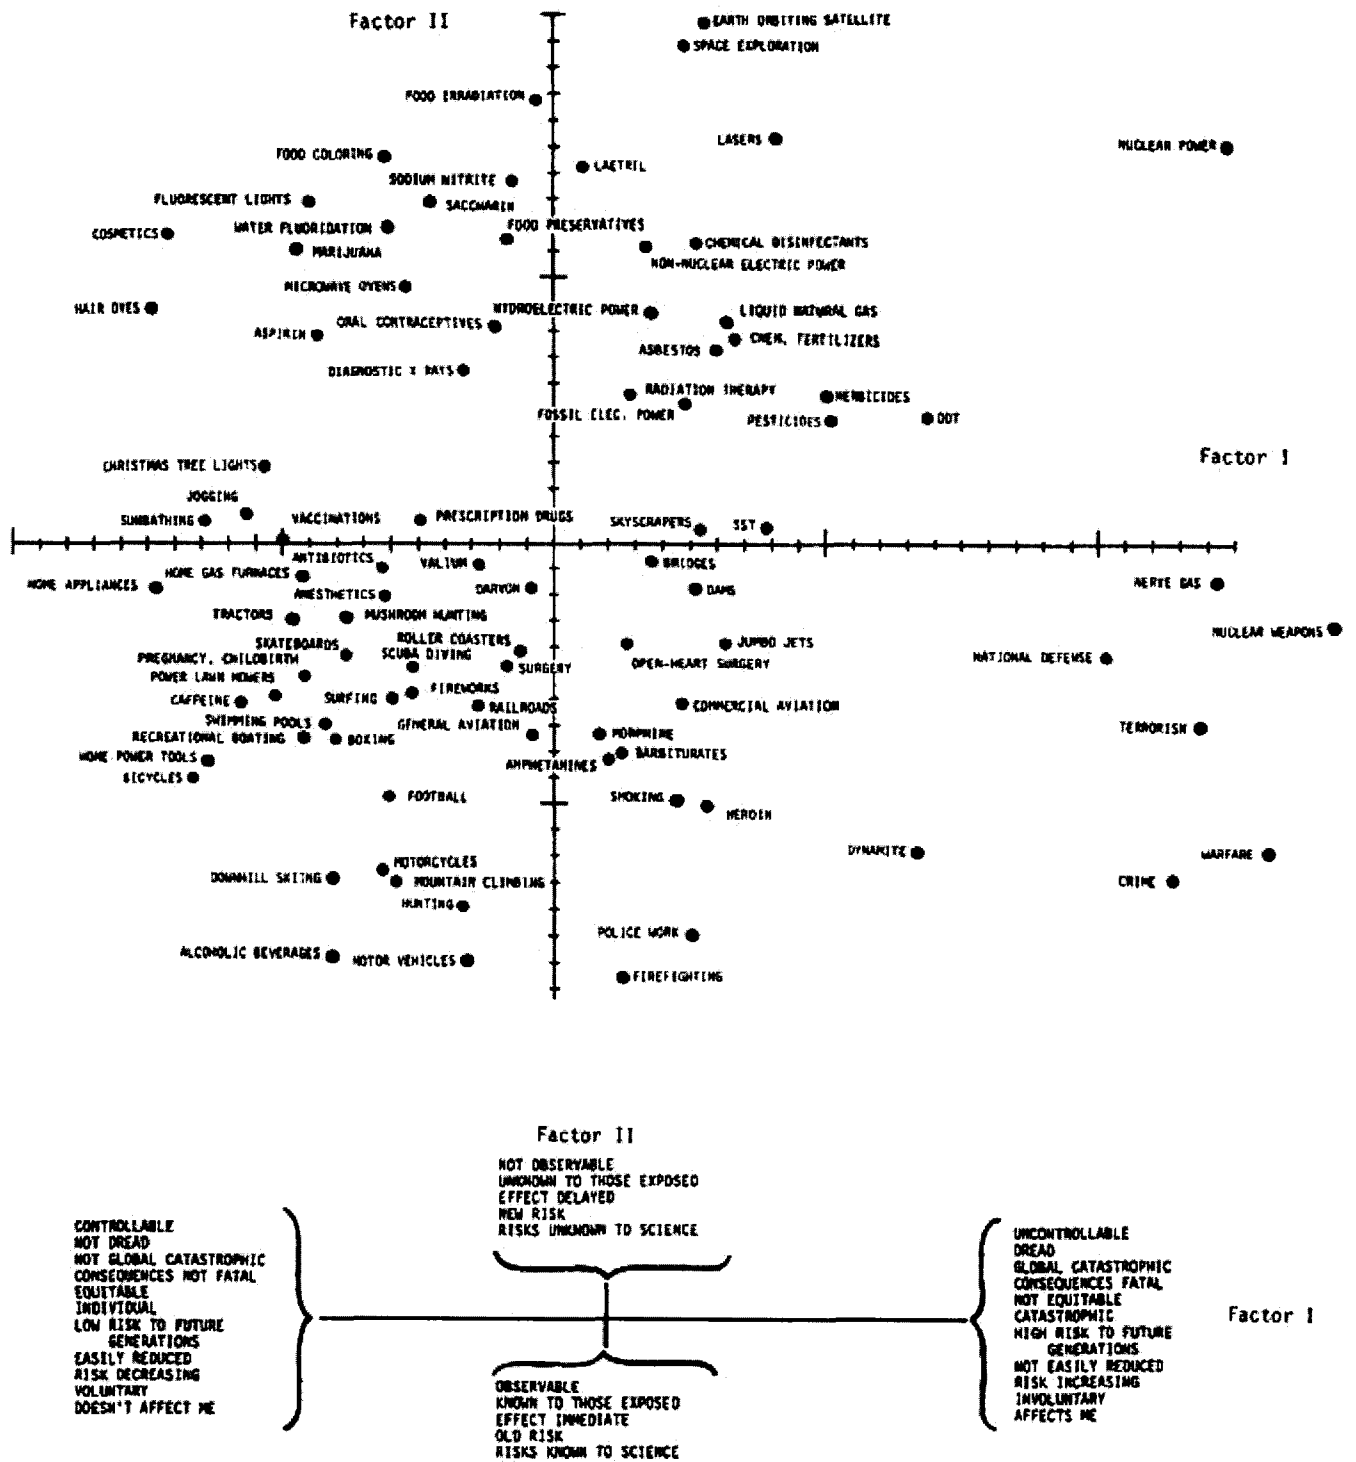 Factor II
EARTH ORBITING SATELLITE
SPACE EXPLORATION
FOOD IRRADIATION
LASERS
NUCLEAR POWER
FOOD COLORING
LAETRIL
SODIUM NITRITE
FLUORESCENT LIGHTS
SACCHARIN
WATER FLUORIDATION
FOOD PRESERVATIVES
COSMETICS
MARIJUANA
CHEMICAL DISINFECTANTS
NON-NUCLEAR ELECTRIC POWER
MICROWAVE OVENS
HAIR DYES
HYDROELECTRIC POWER
LIQUID NATURAL GAS
ORAL CONTRACEPTIVES
ASPIRIN
CHEM. FERTILIZERS
ASBESTOS
DIAGNOSTIC X RAYS
RADIATION THERAPY
HERBICIDES
FOSSIL ELEC. POWER
PESTICIDES
DDT
Factor I
CHRISTMAS TREE LIGHTS
JOGGING
SUNBATHING
VACCINATIONS
PRESCRIPTION DRUGS
SKYSCRAPERS
SST
ANTIBIOTICS
VALIUM
BRIDGES
HOME GAS FURNACES
HOME APPLIANCES
ANESTHETICS
DARVON
DAMS
NERVE GAS
TRACTORS
MUSHROOM HUNTING
NUCLEAR WEAPONS
SKATEBOARDS
ROLLER COASTERS
JUMBO JETS
PREGNANCY, CHILDBIRTH
SCUBA DIVING
SURGERY
OPEN-HEART SURGERY
NATIONAL DEFENSE
POWER LAWN MOWERS
FIREWORKS
CAFFEINE
SURFING
RAILROADS
COMMERCIAL AVIATION
SWIMMING POOLS
GENERAL AVIATION
TERRORISM
RECREATIONAL BOATING
BOXING
MORPHINE
HOME POWER TOOLS
BARBITURATES
AMPHETAMINES
BICYCLES
FOOTBALL
SMOKING
HEROIN
DYNAMITE
WARFARE
MOTORCYCLES
DOWNHILL SKIING
MOUNTAIN CLIMBING
CRIME
HUNTING
POLICE WORK
ALCOHOLIC BEVERAGES
MOTOR VEHICLES
FIREFIGHTING
Factor II
NOT OBSERVABLE
UNKNOWN TO THOSE EXPOSED
EFFECT DELAYED
NEW RISK
RISKS UNKNOWN TO SCIENCE
CONTROLLABLE
NOT DREAD
NOT GLOBAL CATASTROPHIC
CONSEQUENCES NOT FATAL
EQUITABLE
INDIVIDUAL
LOW RISK TO FUTURE
GENERATIONS
EASILY REDUCED
RISK DECREASING
VOLUNTARY
DOESN'T AFFECT ME
UNCONTROLLABLE
DREAD
GLOBAL CATASTROPHIC
CONSEQUENCES FATAL
NOT EQUITABLE
CATASTROPHIC
HIGH RISK TO FUTURE
GENERATIONS
NOT EASILY REDUCED
RISK INCREASING
INVOLUNTARY
AFFECTS ME
Factor I
OBSERVABLE
KNOWN TO THOSE EXPOSED
EFFECT IMMEDIATE
OLD RISK
RISKS KNOWN TO SCIENCE